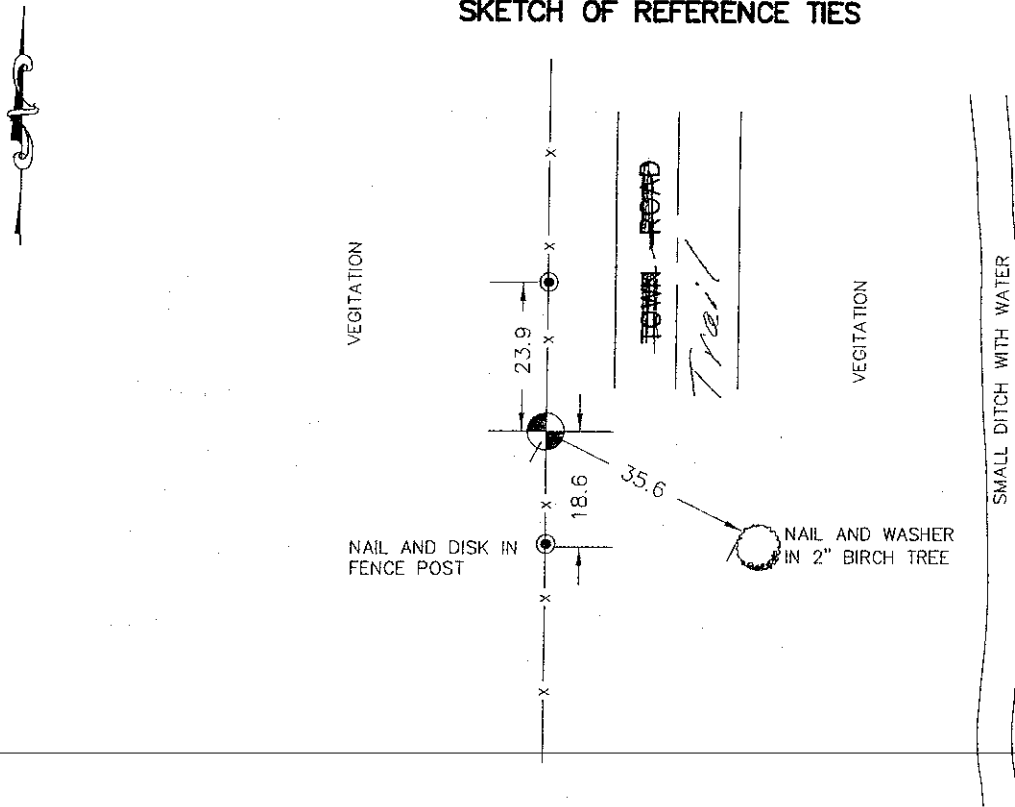 SKETCH OF REFERENCE TIES
TOWN ROAD
Trail
VEGITATION
VEGITATION
SMALL DITCH WITH WATER
23.9
18.6
35.6
NAIL AND DISK IN
FENCE POST
NAIL AND WASHER
IN 2" BIRCH TREE